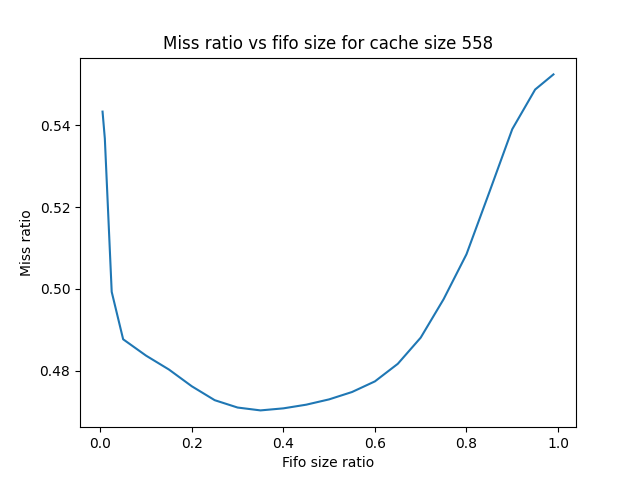 Miss ratio vs fifo size for cache size 558
Miss ratio
0.54
0.52
0.50
0.48
0.0 0.2 0.4 0.6 0.8 1.0
Fifo size ratio